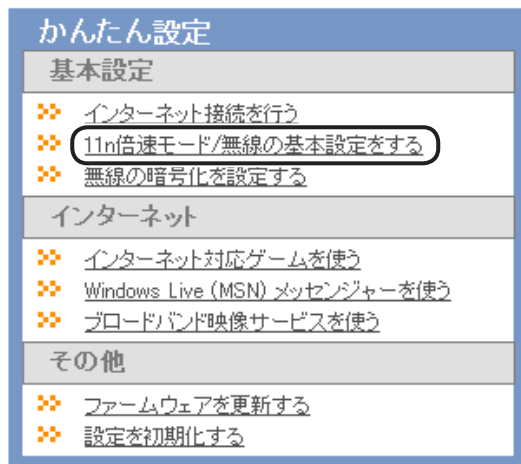 かんたん設定
基本設定
インターネット接続を行う
11n倍速モード/無線の基本設定をする
無線の暗号化を設定する
インターネット
インターネット対応ゲームを使う
Windows Live (MSN) メッセンジャーを使う
ブロードバンド映像サービスを使う
その他
ファームウェアを更新する
設定を初期化する